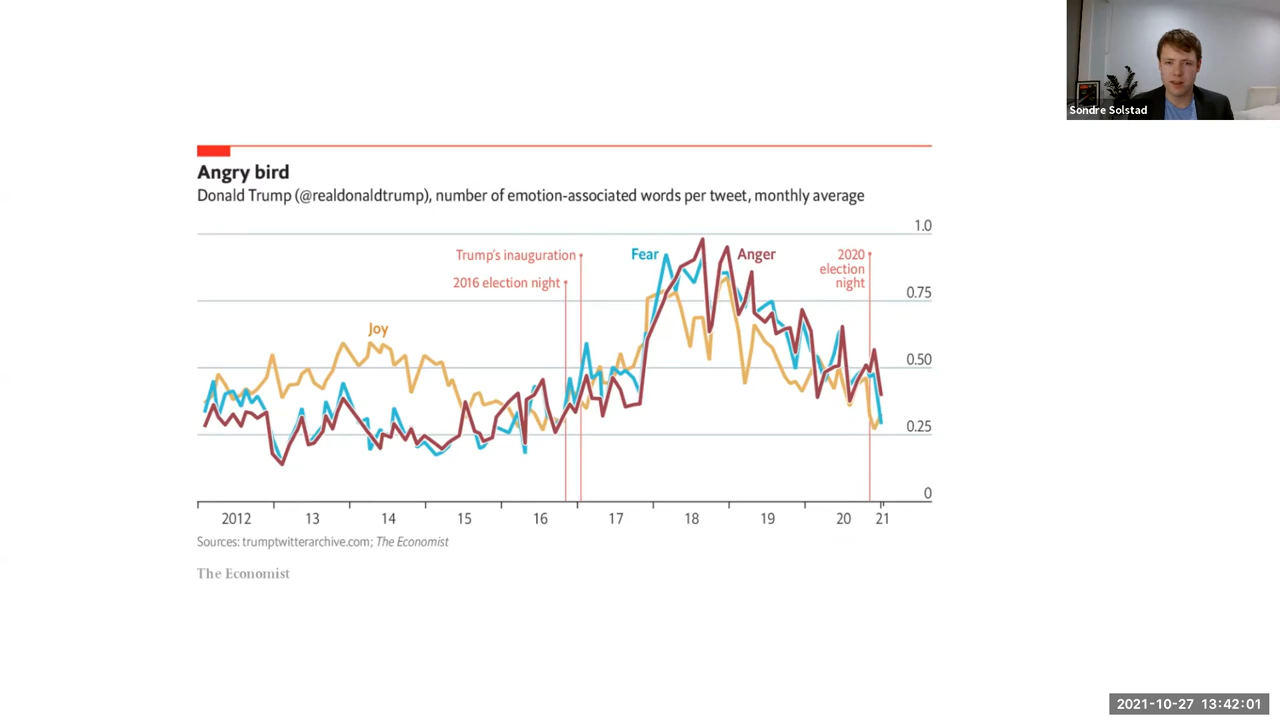 Sondre Solstad
Angry bird
Donald Trump (@realdonaldtrump), number of emotion-associated words per tweet, monthly average
1.0
Trump's inauguration
Fear
Anger
2020
election
night
2016 election night
0.75
Joy
0.50
0.25
0
2012 13 14 15 16 17 18 19 20 21
Sources: trumptwitterarchive.com; The Economist
The Economist
2021-10-27 13:42:01